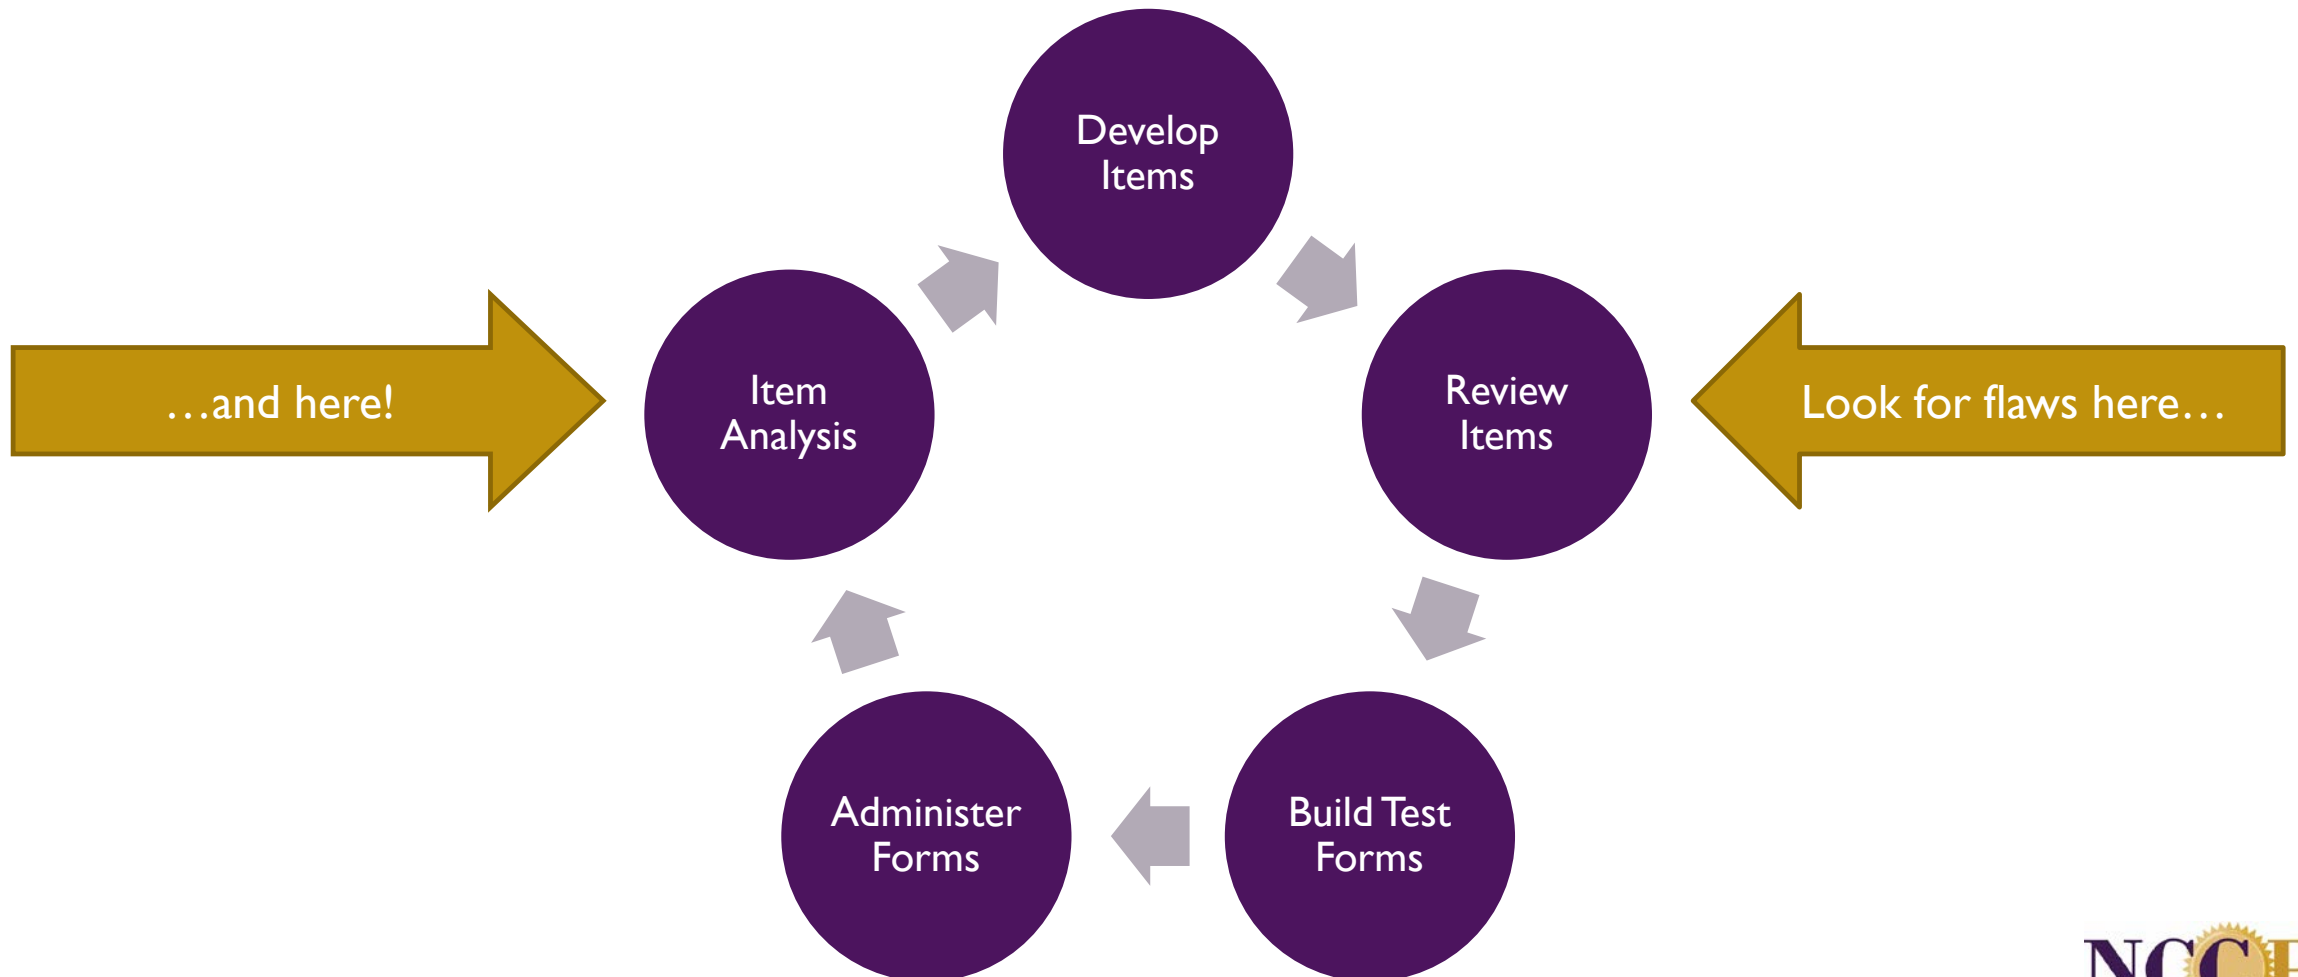 Develop
Items
…and here!
Item
Analysis
Review
Items
Look for flaws here…
Administer
Forms
Build Test
Forms